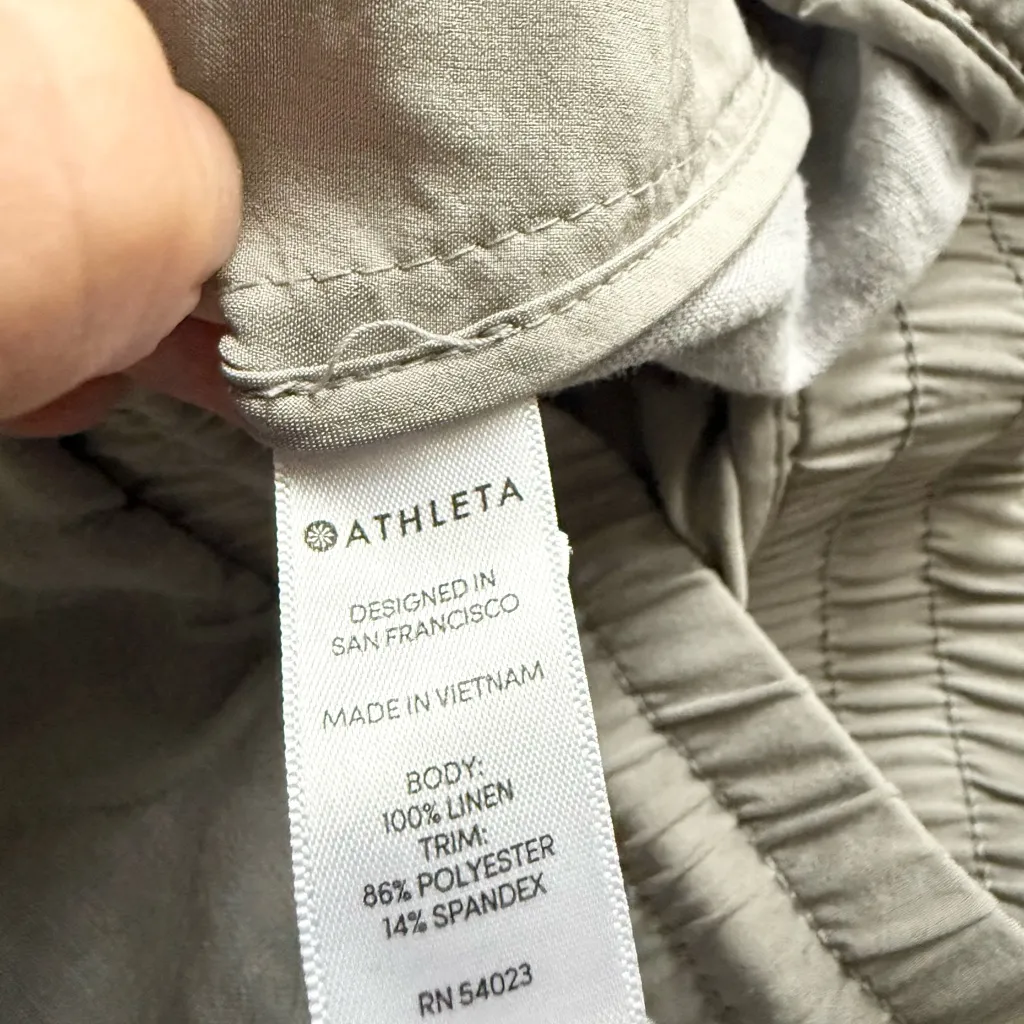 ATHLETA
DESIGNED IN
SAN FRANCISCO
MADE IN VIETNAM
BODY:
100% LINEN
TRIM:
86% POLYESTER
14% SPANDEX
RN 54023